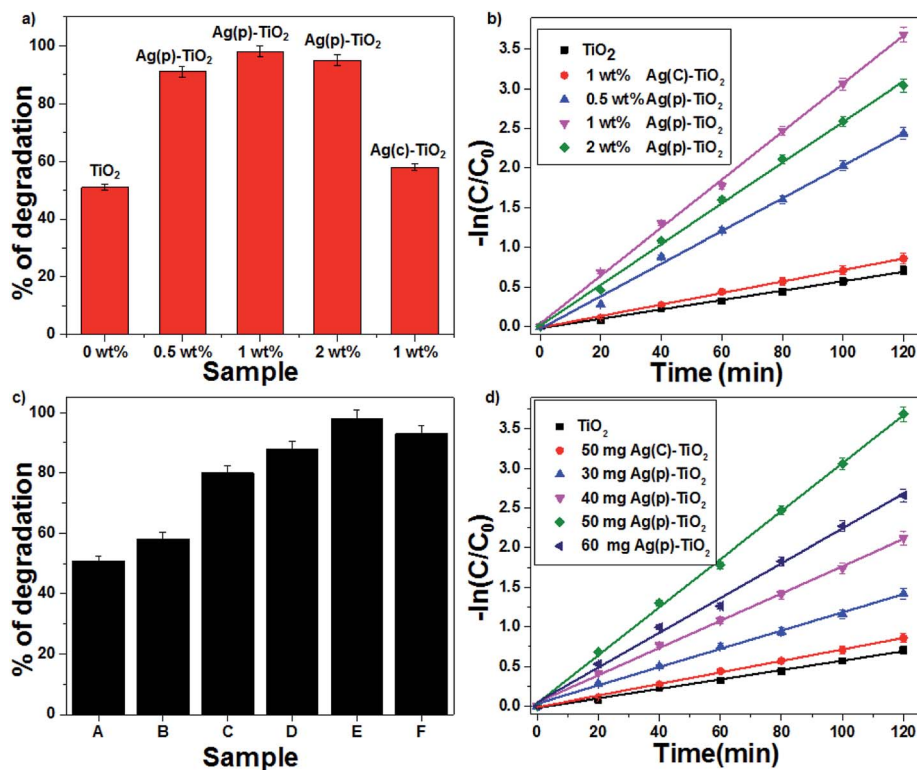 a)
% of degradation
100
80
60
40
20
0
TiO2
Ag(p)-TiO2
Ag(p)-TiO2
Ag(p)-TiO2
Ag(c)-TiO2
0 wt% 0.5 wt% 1 wt% 2 wt% 1 wt%
Sample
b)
-ln(C/C0)
3.5
3.0
2.5
2.0
1.5
1.0
0.5
0.0
TiO2
1 wt% Ag(C)-TiO2
0.5 wt% Ag(p)-TiO2
1 wt% Ag(p)-TiO2
2 wt% Ag(p)-TiO2
0 20 40 60 80 100 120
Time (min)
c)
% of degradation
100
80
60
40
20
0
A B C D E F
Sample
d)
-ln(C/C0)
3.5
3.0
2.5
2.0
1.5
1.0
0.5
0.0
TiO2
50 mg Ag(C)-TiO2
30 mg Ag(p)-TiO2
40 mg Ag(p)-TiO2
50 mg Ag(p)-TiO2
60 mg Ag(p)-TiO2
0 20 40 60 80 100 120
Time(min)